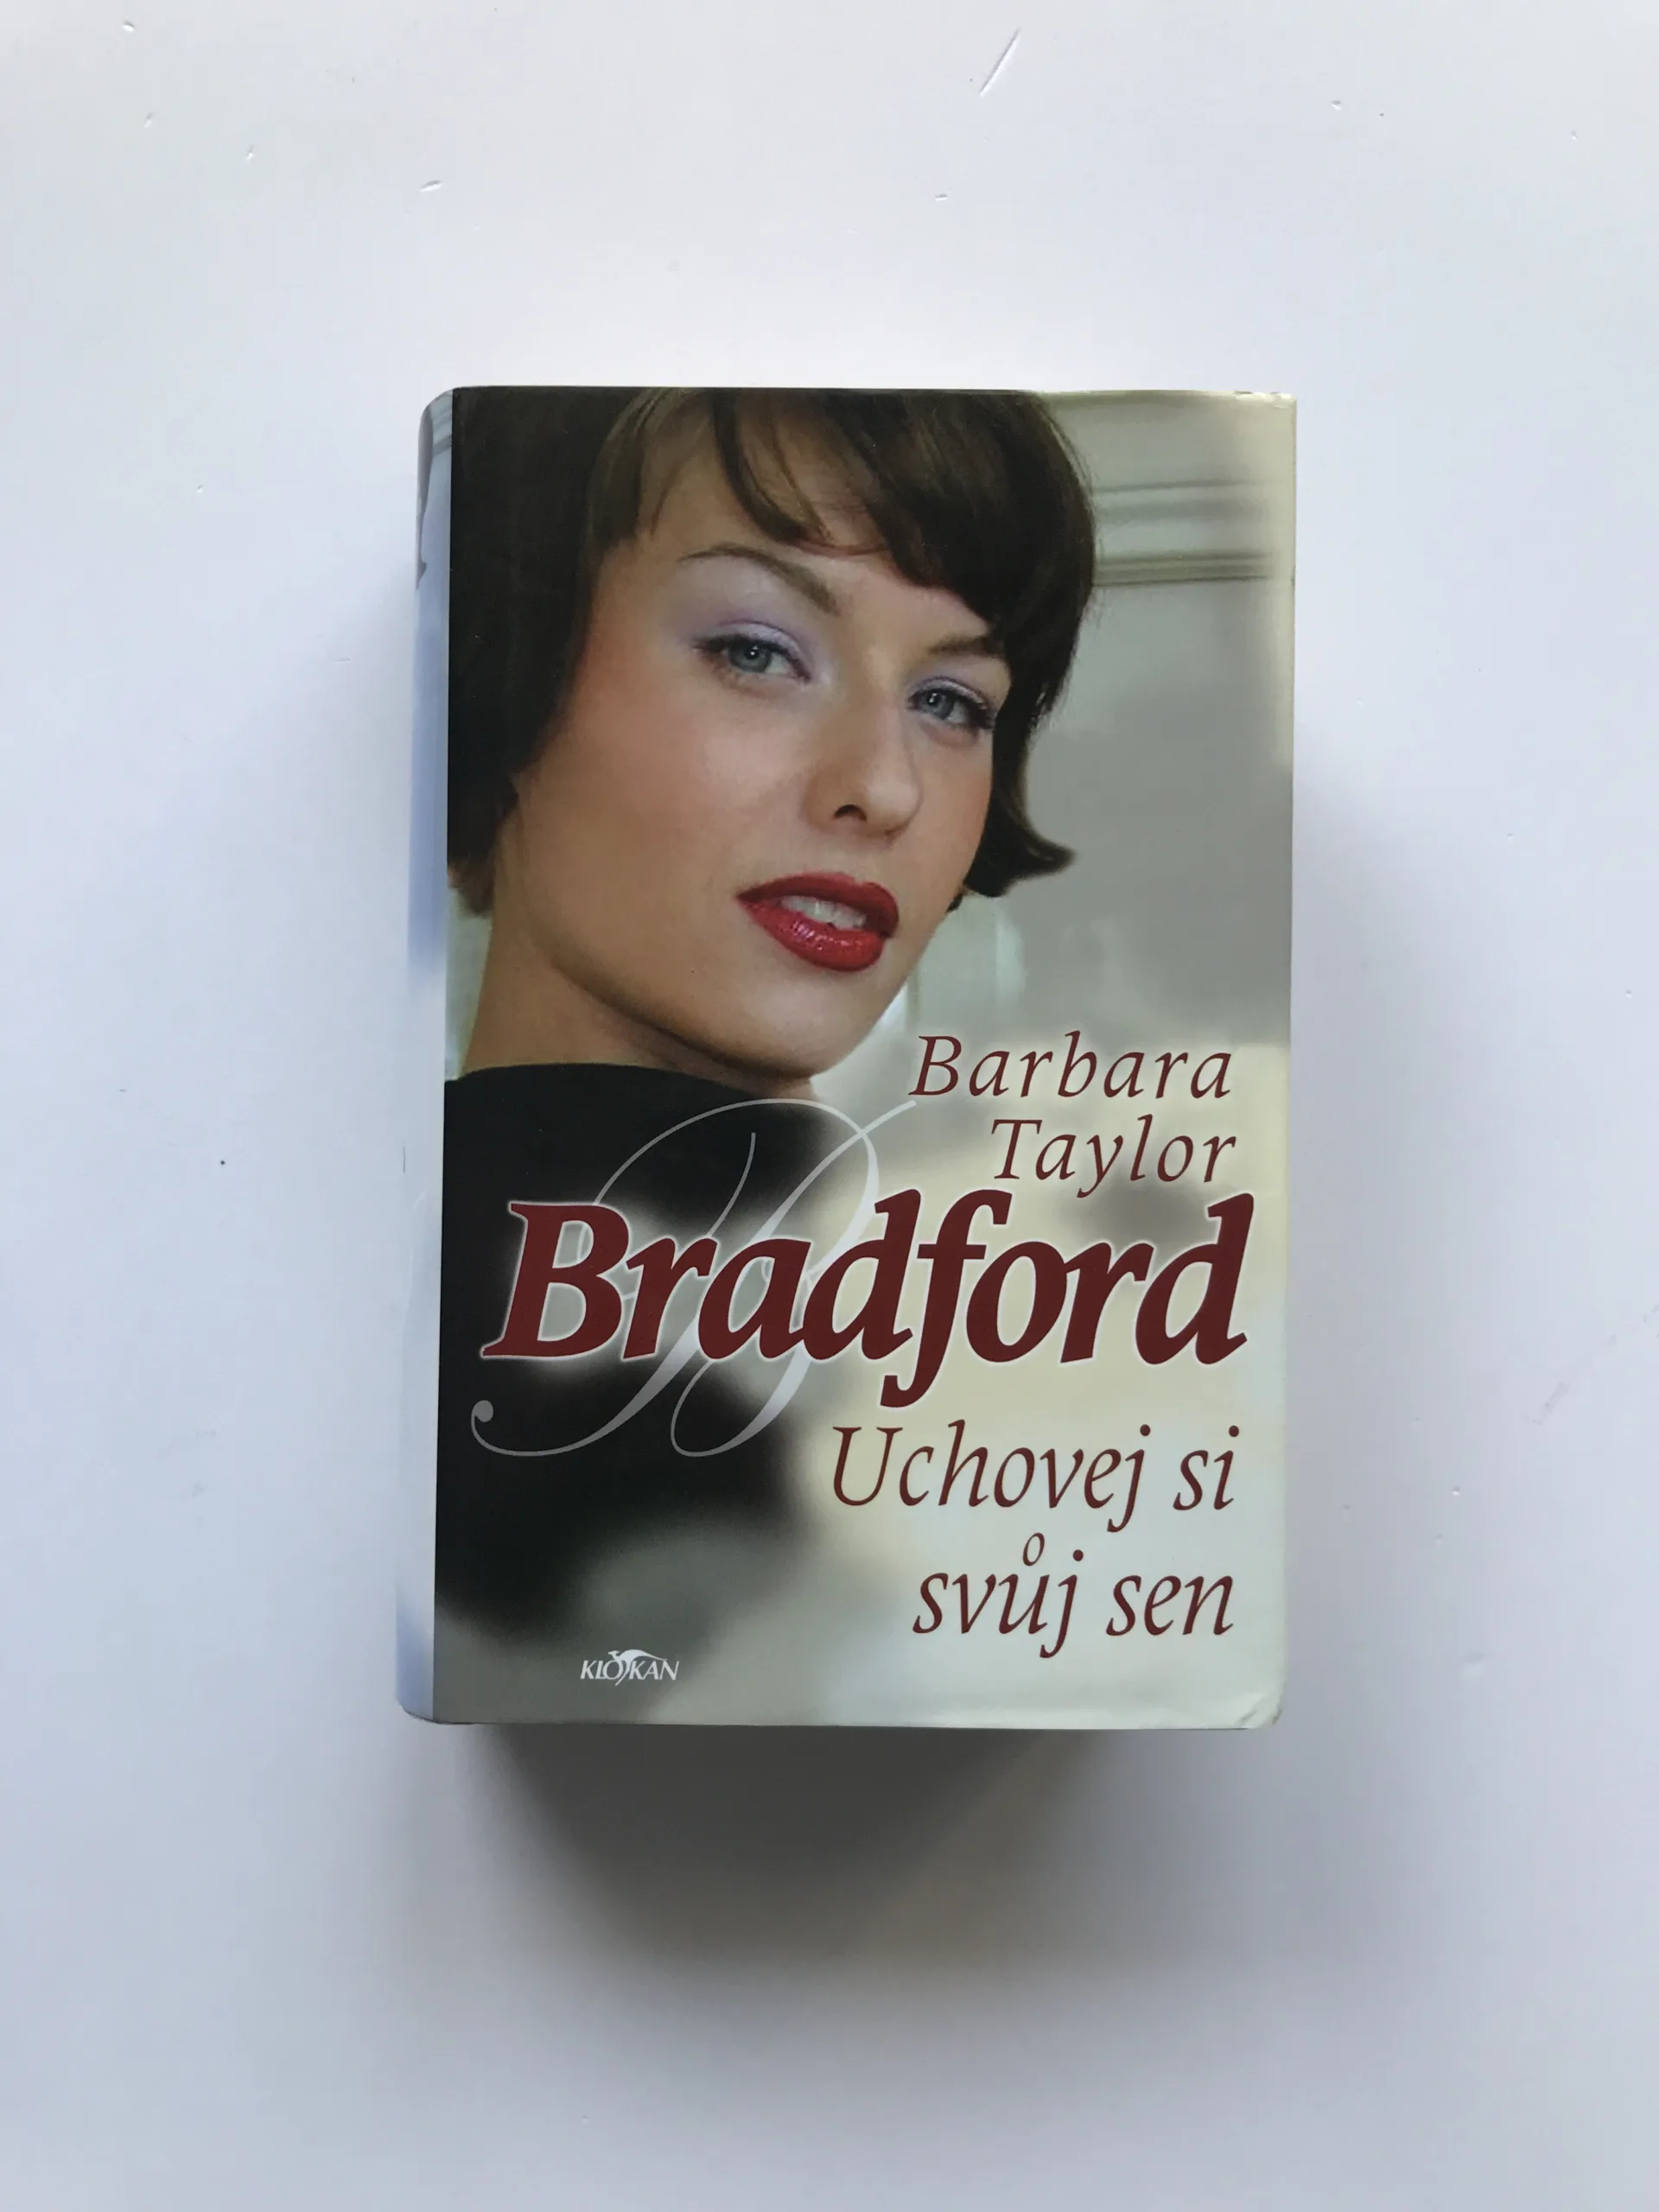 Barbara
Taylor
Bradford
Uchovej si
svůj sen
KLOKAN